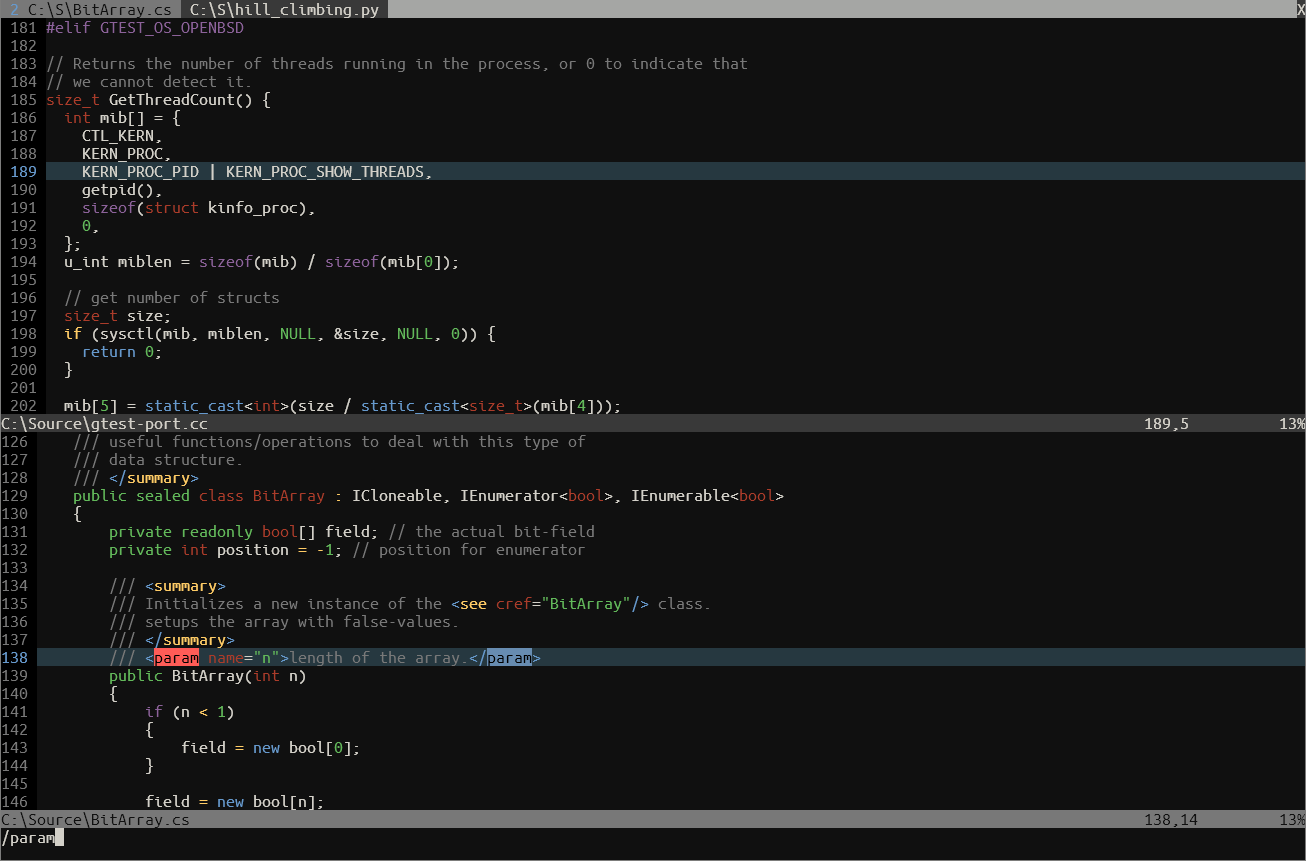 2 C:\S\BitArray.cs  C:\S\hill_climbing.py  X
181 #elif GTEST_OS_OPENBSD
182
183 // Returns the number of threads running in the process, or 0 to indicate that
184 // we cannot detect it.
185 size_t GetThreadCount() {
186   int mib[] = {
187     CTL_KERN,
188     KERN_PROC,
189     KERN_PROC_PID | KERN_PROC_SHOW_THREADS,
190     getpid(),
191     sizeof(struct kinfo_proc),
192     0,
193   };
194   u_int miblen = sizeof(mib) / sizeof(mib[0]);
195
196   // get number of structs
197   size_t size;
198   if (sysctl(mib, miblen, NULL, &size, NULL, 0)) {
199     return 0;
200   }
201
202   mib[5] = static_cast<int>(size / static_cast<size_t>(mib[4]));
C:\Source\gtest-port.cc 189,5 13%
126     /// useful functions/operations to deal with this type of
127     /// data structure.
128     /// </summary>
129     public sealed class BitArray : ICloneable, IEnumerator<bool>, IEnumerable<bool>
130     {
131         private readonly bool[] field; // the actual bit-field
132         private int position = -1; // position for enumerator
133
134         /// <summary>
135         /// Initializes a new instance of the <see cref="BitArray"/> class.
136         /// setups the array with false-values.
137         /// </summary>
138         /// <param name="n">length of the array.</param>
139         public BitArray(int n)
140         {
141             if (n < 1)
142             {
143                 field = new bool[0];
144             }
145
146             field = new bool[n];
C:\Source\BitArray.cs 138,14 13%
/param